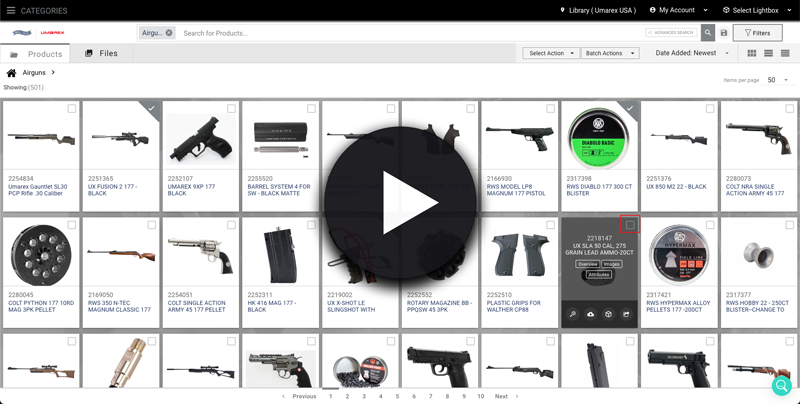 CATEGORIES
Library ( Umarex USA )
My Account
Select Lightbox
UMAREX
Airgu...
Search for Products...
ADVANCED SEARCH
Filters
Products
Files
Select Action
Batch Actions
Date Added: Newest
Airguns
Items per page
50
Showing:(501)
2254834
Umarex Gauntlet SL30
PCP Rifle .30 Caliber
2251365
UX FUSION 2 177 -
BLACK
2252107
UMAREX 9XP 177
BLACK
2255520
BARREL SYSTEM 4 FOR
SW - BLACK MATTE
2166930
RWS MODEL LP8
MAGNUM 177 PISTOL
2317398
RWS DIABLO 177 300 CT
BLISTER
2251376
UX 850 M2 22 - BLACK
2280073
COLT NRA SINGLE
ACTION ARMY 45 177
RWS
DIABOLO BASIC
2280045
COLT PYTHON 177 10RD
MAG 3PK PELLET
2169050
RWS 350 N-TEC
MAGNUM CLASSIC 177
2254051
COLT SINGLE ACTION
ARMY 45 177 PELLET
2252311
HK 416 MAG 177 -
BLACK
2219002
UX X-SHOT LE
SLINGSHOT WITH
2252552
ROTARY MAGAZINE BB -
PPQSW 45 3PK
2252510
PLASTIC GRIPS FOR
WALTHER CP88
2218147
UX SLA 50 CAL, 275
GRAIN LEAD AMMO-20CT
Overview
Images
Attributes
HYPERMAX
FIELD LINE
2317421
RWS HYPERMAX ALLOY
PELLETS 177 -200CT
2317377
RWS HOBBY 22 - 250CT
BLISTER--CHANGE TO
Previous
1
2
3
4
5
6
7
8
9
10
Next